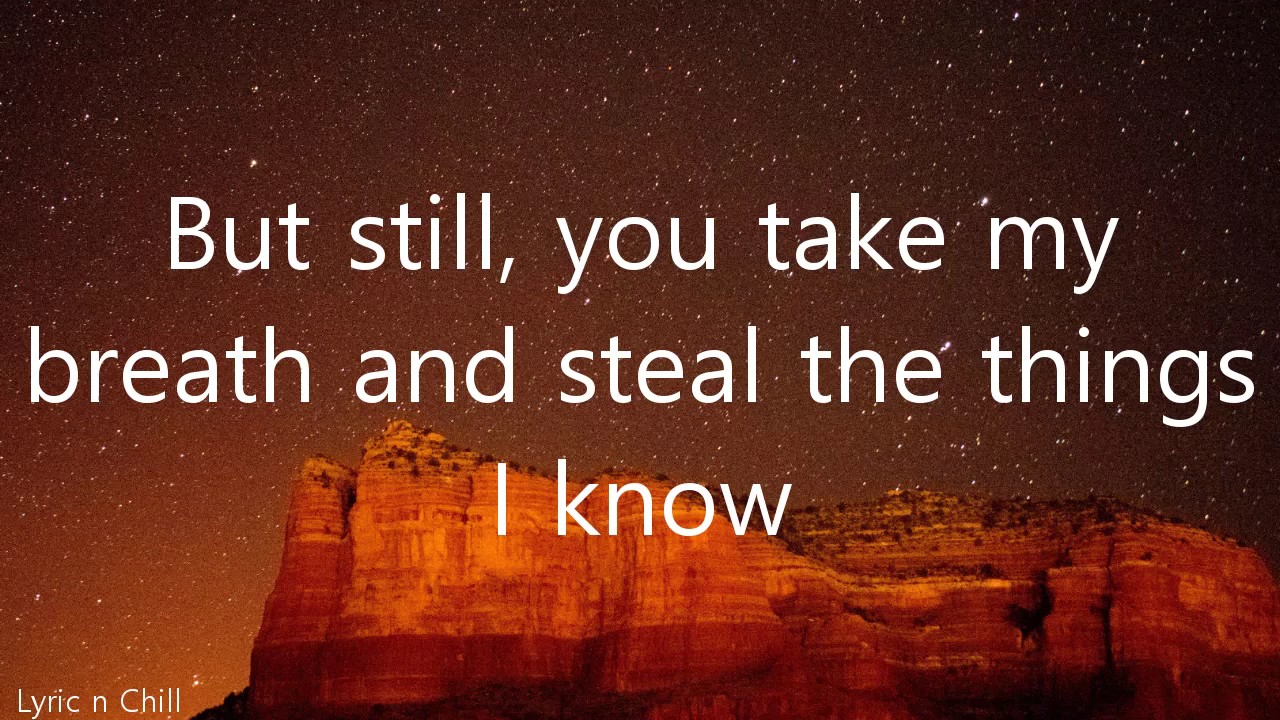 But still, you take my
breath and steal the things
I know
Lyric n Chill